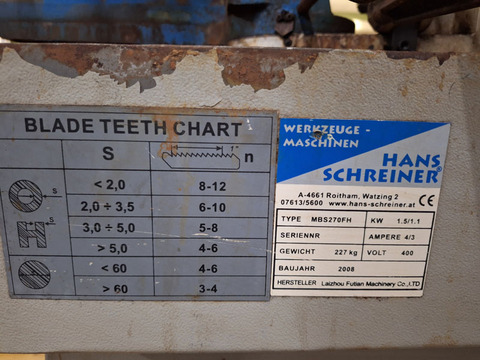 BLADE TEETH CHART
S 1" n
s < 2,0 8-12
2,0 ÷ 3,5 6-10
s 3,0 ÷ 5,0 5-8
> 5,0 4-6
< 60 4-6
> 60 3-4
WERKZEUGE -
MASCHINEN
HANS
SCHREINER
A-4661 Roitham, Watzing 2
07613/5600 www.hans-schreiner.at CE
TYPE MBS270FH KW 1.5/1.1
SERIENNR AMPERE 4/3
GEWICHT 227 kg VOLT 400
BAUJAHR 2008
HERSTELLER Laizhou Futian Machinery Co.,LTD